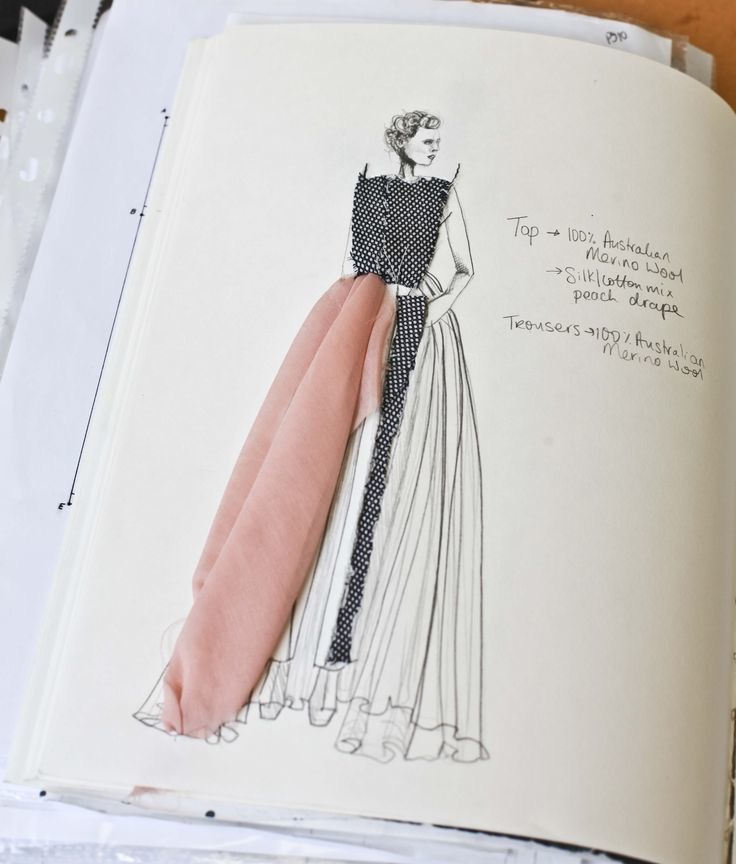 A
B
E
Top → 100% Australian
Merino Wool
→ Silk/cotton mix
peach drape
Trousers → 100% Australian
Merino Wool